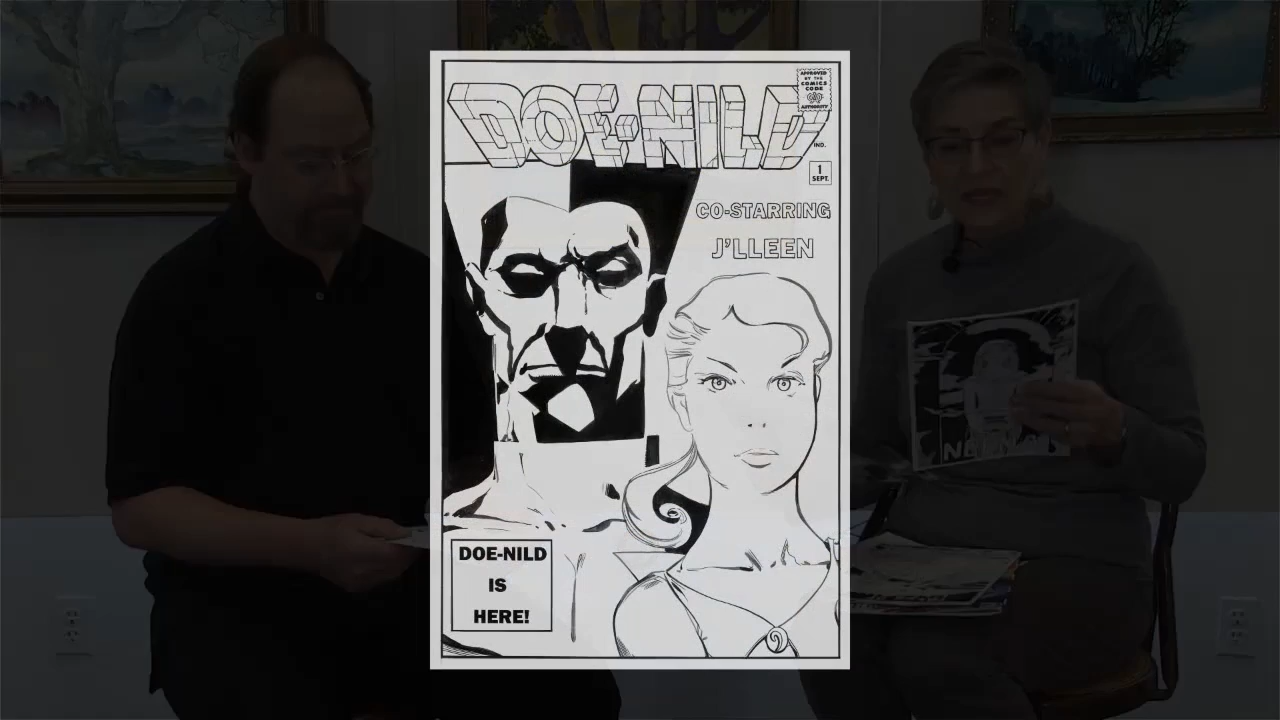 DOE-NILD
APPROVED
BY THE
COMICS
CODE
AUTHORITY
IND.
1
SEPT.
CO-STARRING
J'LLEEN
DOE-NILD
IS
HERE!